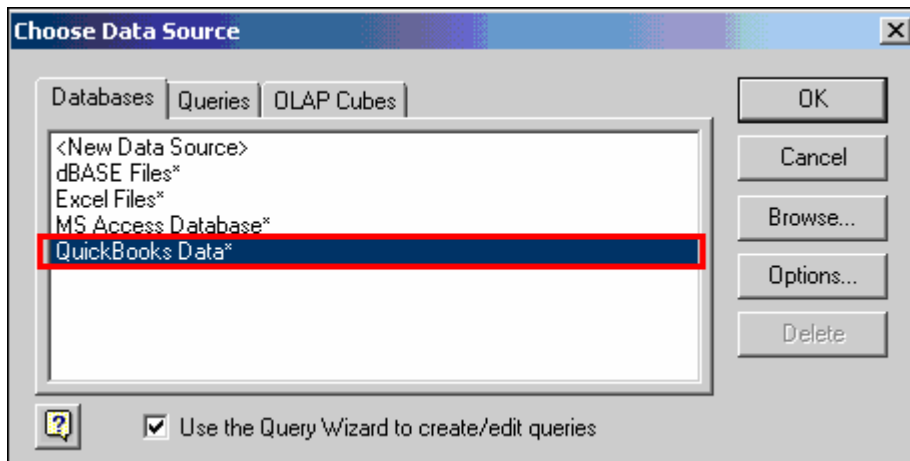 Choose Data Source
Databases Queries OLAP Cubes
<New Data Source>
dBASE Files*
Excel Files*
MS Access Database*
QuickBooks Data*
OK
Cancel
Browse...
Options...
Delete
Use the Query Wizard to create/edit queries